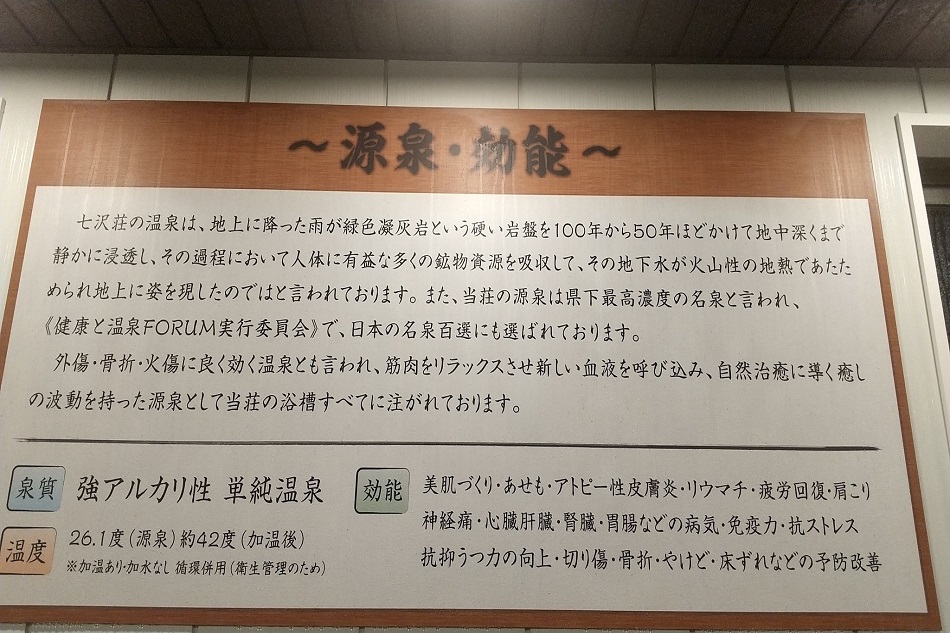 ～源泉・効能～
七沢荘の温泉は、地上に降った雨が緑色凝灰岩という硬い岩盤を100年から50年ほどかけて地中深くまで
静かに浸透し、その過程において人体に有益な多くの鉱物資源を吸収して、その地下水が火山性の地熱であたた
められ地上に姿を現したのではと言われております。また、当荘の源泉は県下最高濃度の名泉と言われ、
《健康と温泉FORUM実行委員会》で、日本の名泉百選にも選ばれております。
外傷・骨折・火傷に良く効く温泉とも言われ、筋肉をリラックスさせ新しい血液を呼び込み、自然治癒に導く癒し
の波動を持った源泉として当荘の浴槽すべてに注がれております。
泉質 強アルカリ性 単純温泉
温度 26.1度(源泉)約42度(加温後)
※加温あり・加水なし 循環併用(衛生管理のため)
効能 美肌づくり・あせも・アトピー性皮膚炎・リウマチ・疲労回復・肩こり
神経痛・心臓肝臓・腎臓・胃腸などの病気・免疫力・抗ストレス
抗抑うつ力の向上・切り傷・骨折・やけど・床ずれなどの予防改善